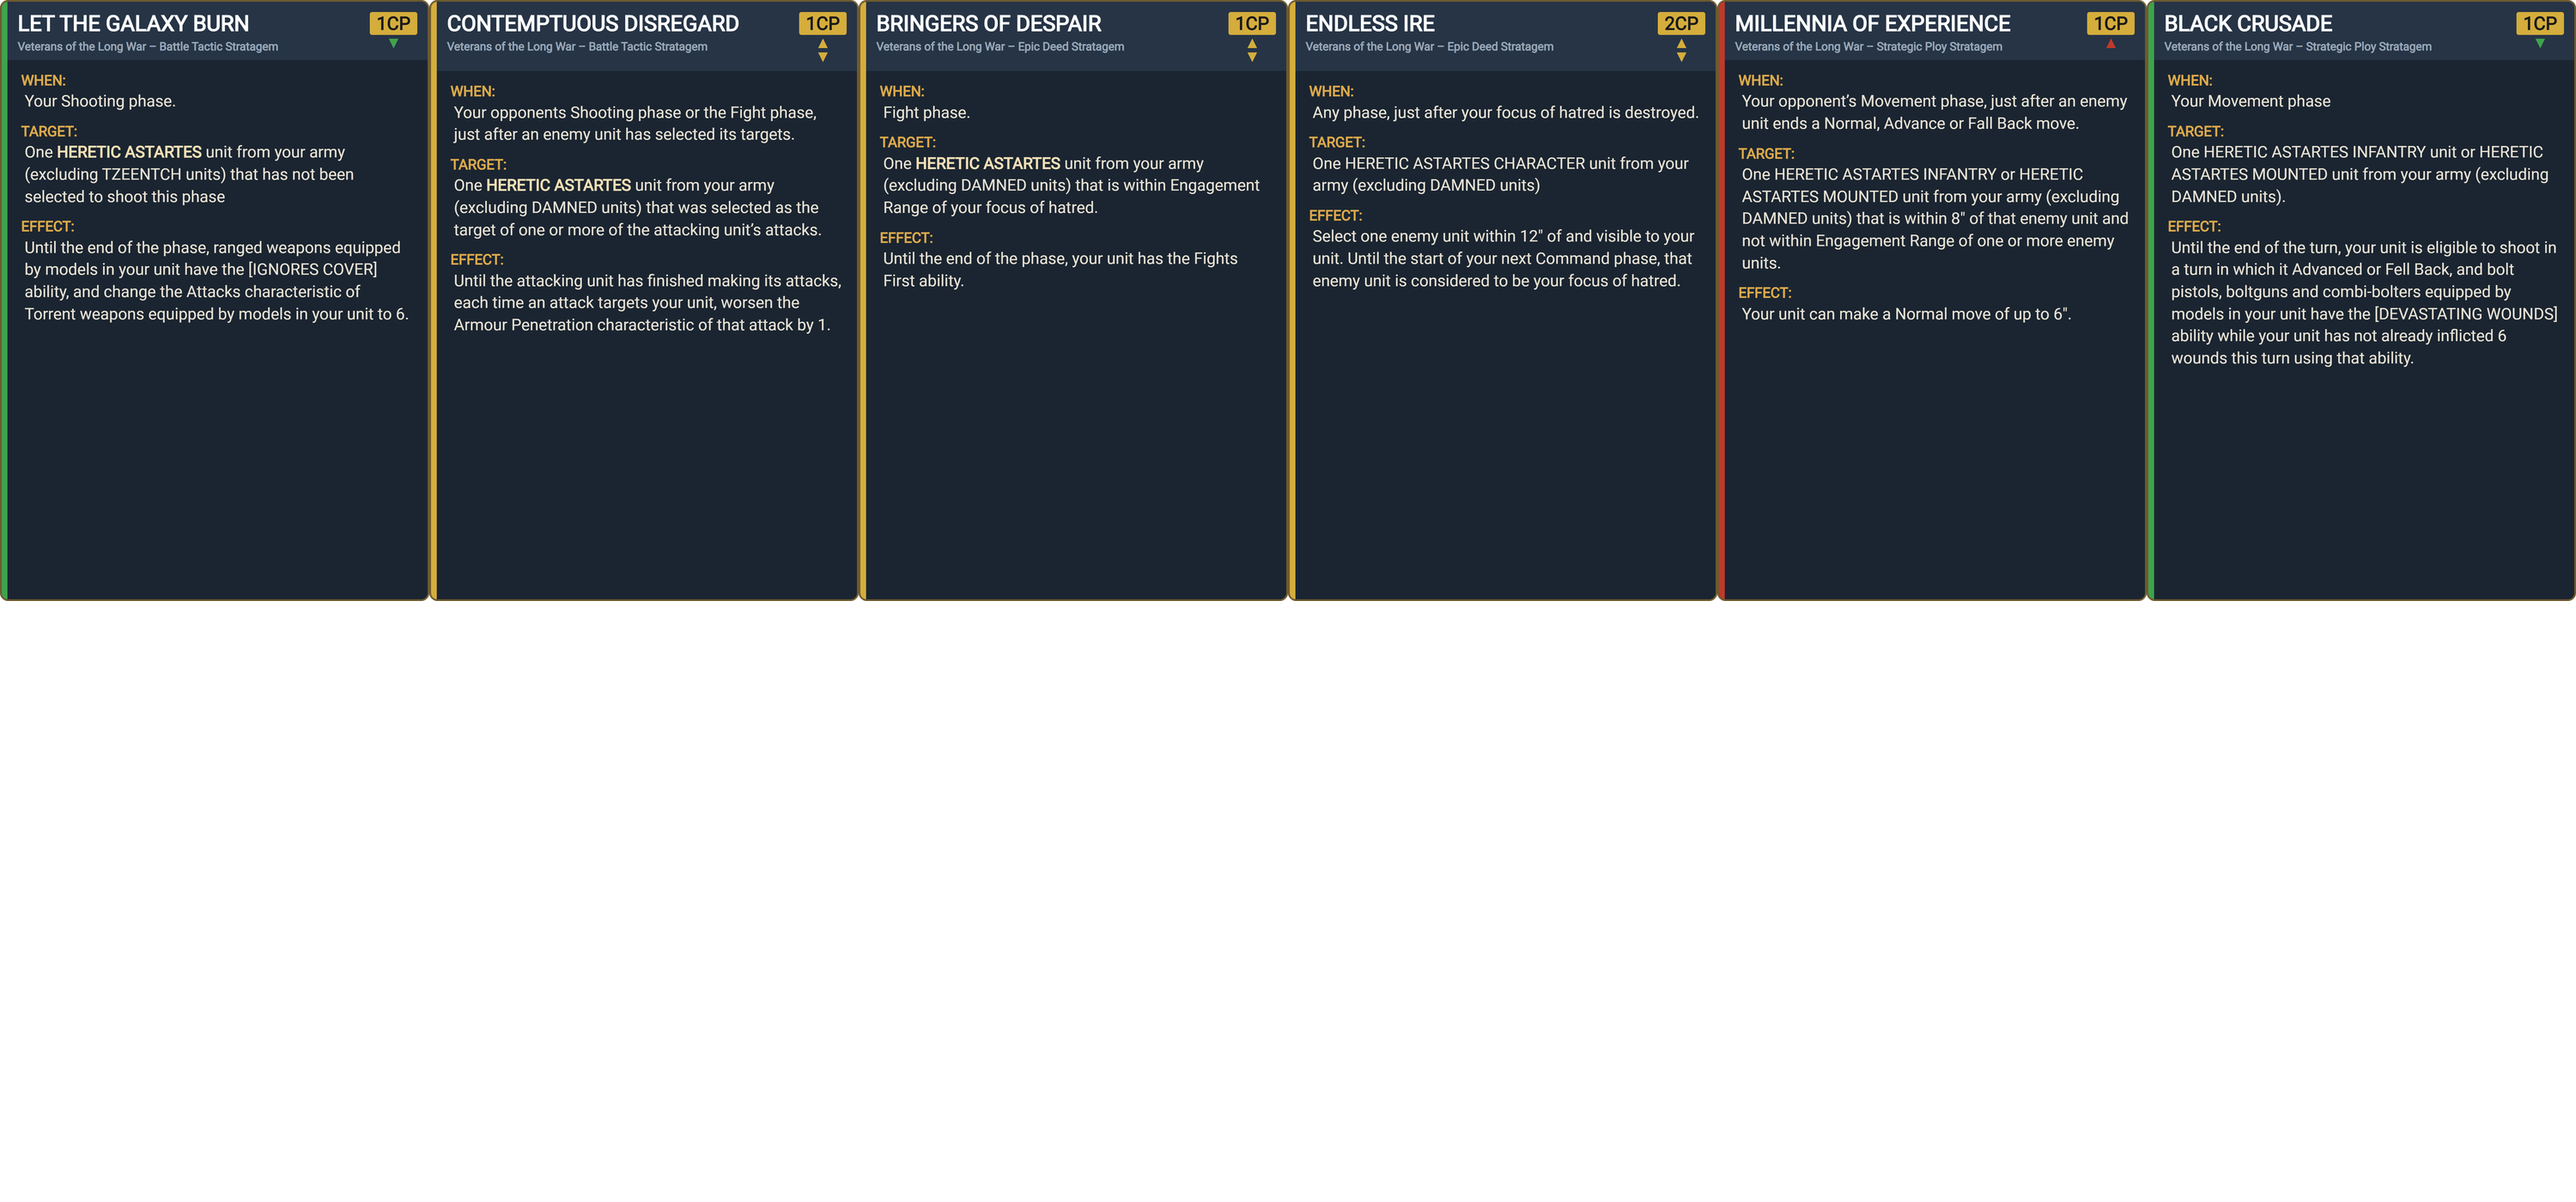 LET THE GALAXY BURN
1CP
Veterans of the Long War – Battle Tactic Stratagem
WHEN:
Your Shooting phase.
TARGET:
One HERETIC ASTARTES unit from your army
(excluding TZEENTCH units) that has not been
selected to shoot this phase
EFFECT:
Until the end of the phase, ranged weapons equipped
by models in your unit have the [IGNORES COVER]
ability, and change the Attacks characteristic of
Torrent weapons equipped by models in your unit to 6.
CONTEMPTUOUS DISREGARD
1CP
Veterans of the Long War – Battle Tactic Stratagem
WHEN:
Your opponents Shooting phase or the Fight phase,
just after an enemy unit has selected its targets.
TARGET:
One HERETIC ASTARTES unit from your army
(excluding DAMNED units) that was selected as the
target of one or more of the attacking unit’s attacks.
EFFECT:
Until the attacking unit has finished making its attacks,
each time an attack targets your unit, worsen the
Armour Penetration characteristic of that attack by 1.
BRINGERS OF DESPAIR
1CP
Veterans of the Long War – Epic Deed Stratagem
WHEN:
Fight phase.
TARGET:
One HERETIC ASTARTES unit from your army
(excluding DAMNED units) that is within Engagement
Range of your focus of hatred.
EFFECT:
Until the end of the phase, your unit has the Fights
First ability.
ENDLESS IRE
2CP
Veterans of the Long War – Epic Deed Stratagem
WHEN:
Any phase, just after your focus of hatred is destroyed.
TARGET:
One HERETIC ASTARTES CHARACTER unit from your
army (excluding DAMNED units)
EFFECT:
Select one enemy unit within 12" of and visible to your
unit. Until the start of your next Command phase, that
enemy unit is considered to be your focus of hatred.
MILLENNIA OF EXPERIENCE
1CP
Veterans of the Long War – Strategic Ploy Stratagem
WHEN:
Your opponent’s Movement phase, just after an enemy
unit ends a Normal, Advance or Fall Back move.
TARGET:
One HERETIC ASTARTES INFANTRY or HERETIC
ASTARTES MOUNTED unit from your army (excluding
DAMNED units) that is within 8" of that enemy unit and
not within Engagement Range of one or more enemy
units.
EFFECT:
Your unit can make a Normal move of up to 6".
BLACK CRUSADE
1CP
Veterans of the Long War – Strategic Ploy Stratagem
WHEN:
Your Movement phase
TARGET:
One HERETIC ASTARTES INFANTRY unit or HERETIC
ASTARTES MOUNTED unit from your army (excluding
DAMNED units).
EFFECT:
Until the end of the turn, your unit is eligible to shoot in
a turn in which it Advanced or Fell Back, and bolt
pistols, boltguns and combi-bolters equipped by
models in your unit have the [DEVASTATING WOUNDS]
ability while your unit has not already inflicted 6
wounds this turn using that ability.